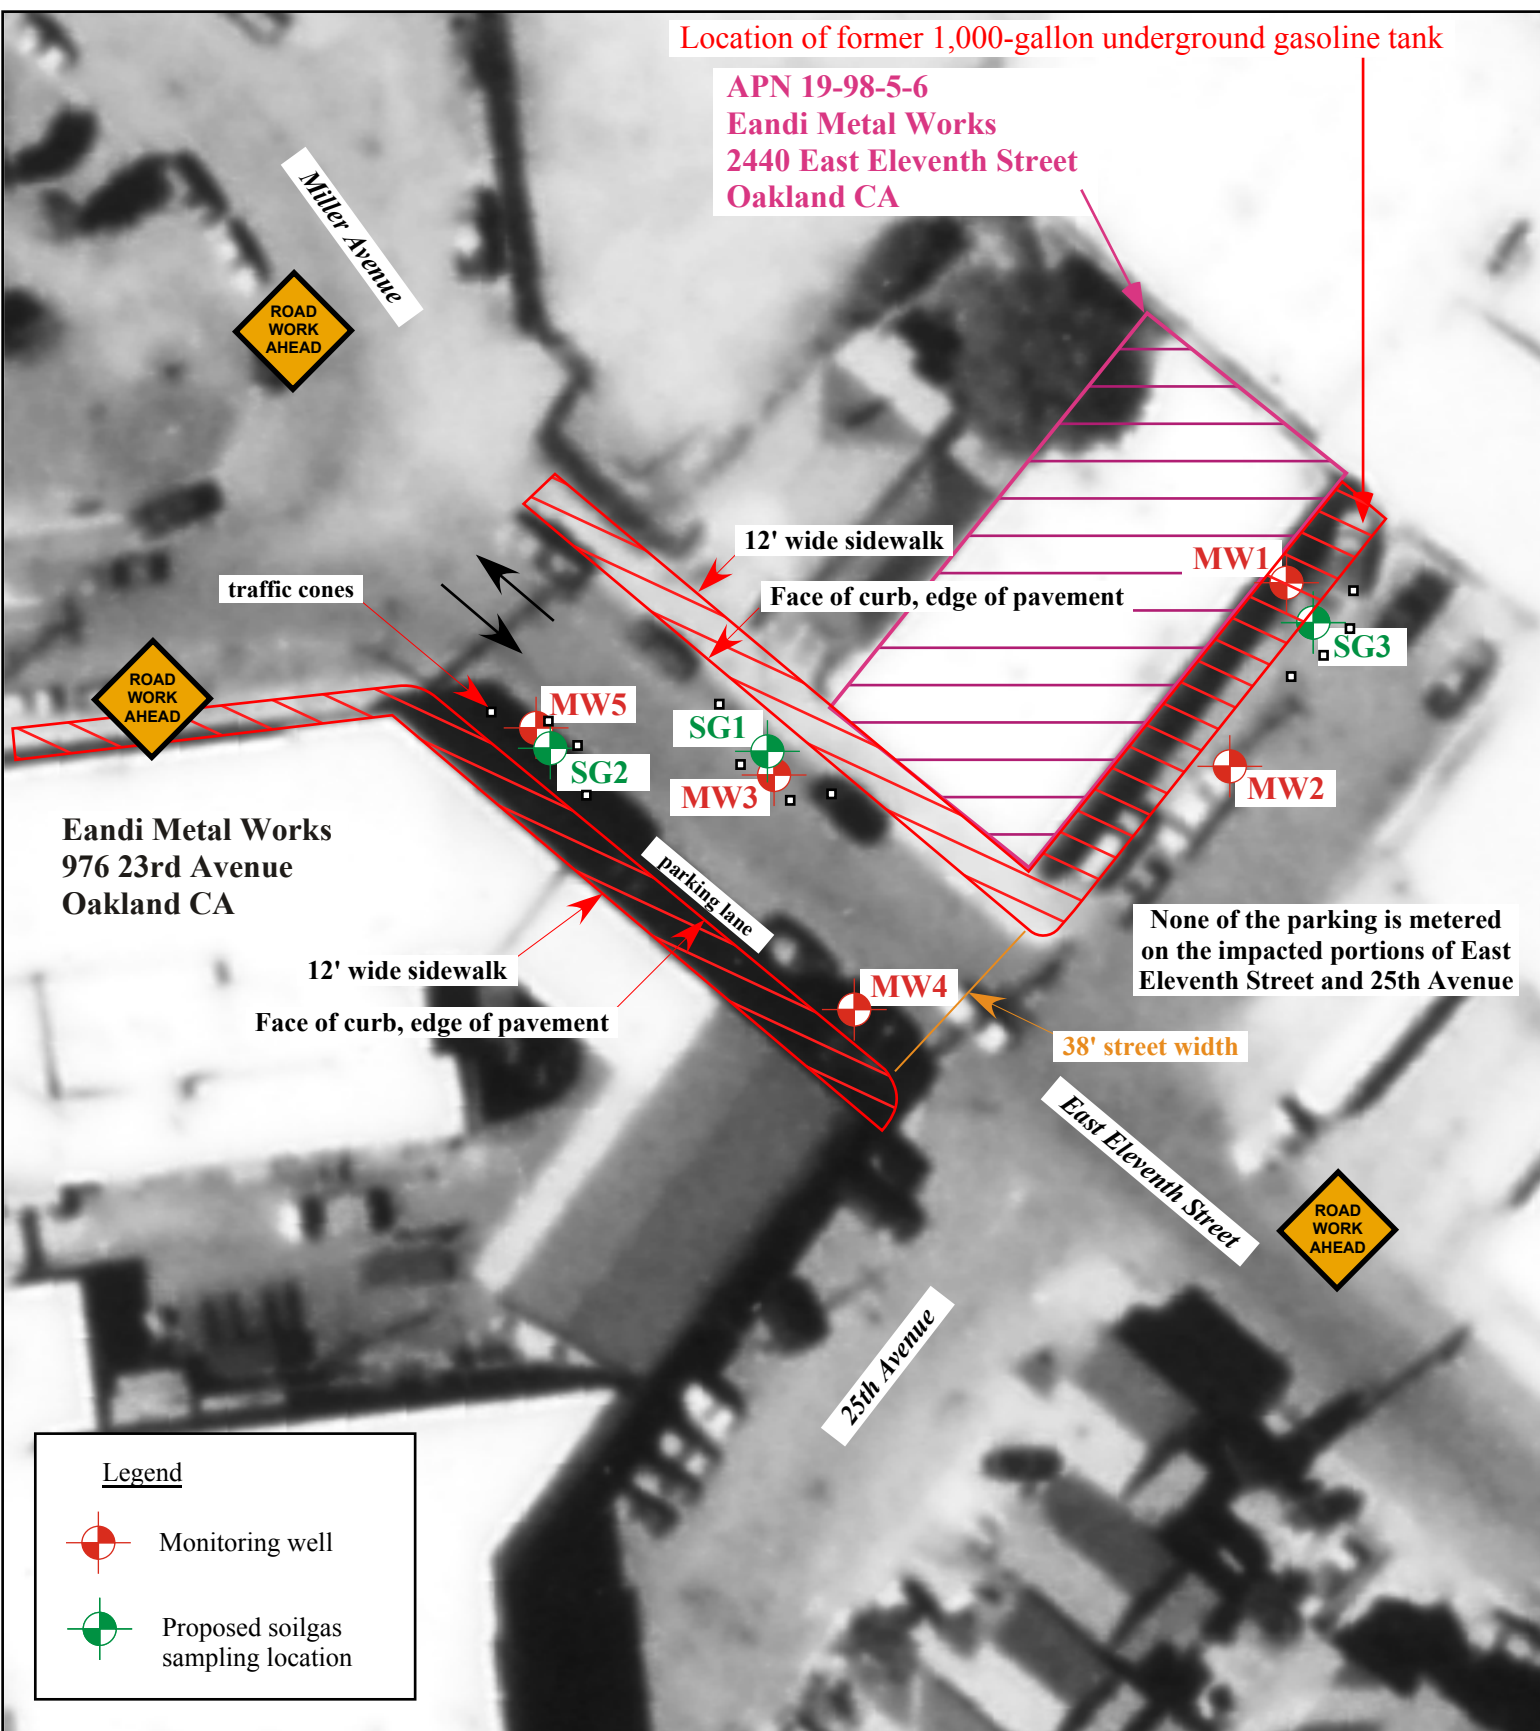 Location of former 1,000-gallon underground gasoline tank
APN 19-98-5-6
Eandi Metal Works
2440 East Eleventh Street
Oakland CA
Miller Avenue
ROAD
WORK
AHEAD
12' wide sidewalk
Face of curb, edge of pavement
MW1
SG3
traffic cones
ROAD
WORK
AHEAD
MW5
SG2
SG1
MW3
MW2
Eandi Metal Works
976 23rd Avenue
Oakland CA
parking lane
None of the parking is metered
on the impacted portions of East
Eleventh Street and 25th Avenue
12' wide sidewalk
Face of curb, edge of pavement
MW4
38' street width
East Eleventh Street
ROAD
WORK
AHEAD
25th Avenue
Legend
Monitoring well
Proposed soilgas
sampling location